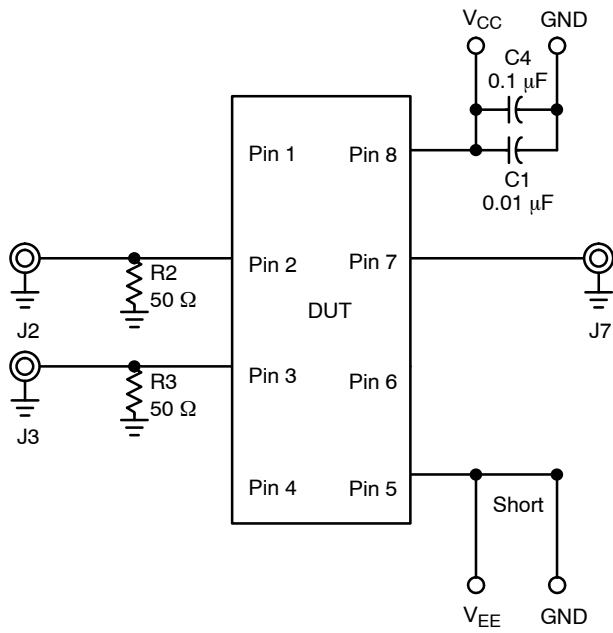 VCC GND
C4
0.1 µF
Pin 1 Pin 8
C1
0.01 µF
Pin 2 Pin 7
R2
50 Ω
J2
DUT
J7
Pin 3 Pin 6
R3
50 Ω
J3
Pin 4 Pin 5
Short
VEE GND